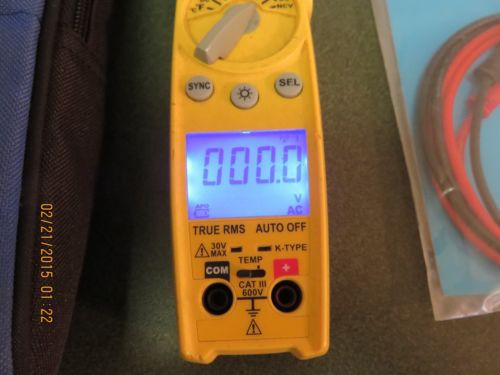 °F
NCV
SYNC
SEL
000.0
APO
V
AC
TRUE RMS AUTO OFF
30V
MAX
K-TYPE
COM
TEMP
+
CAT III
600V
02/21/2015 01:22